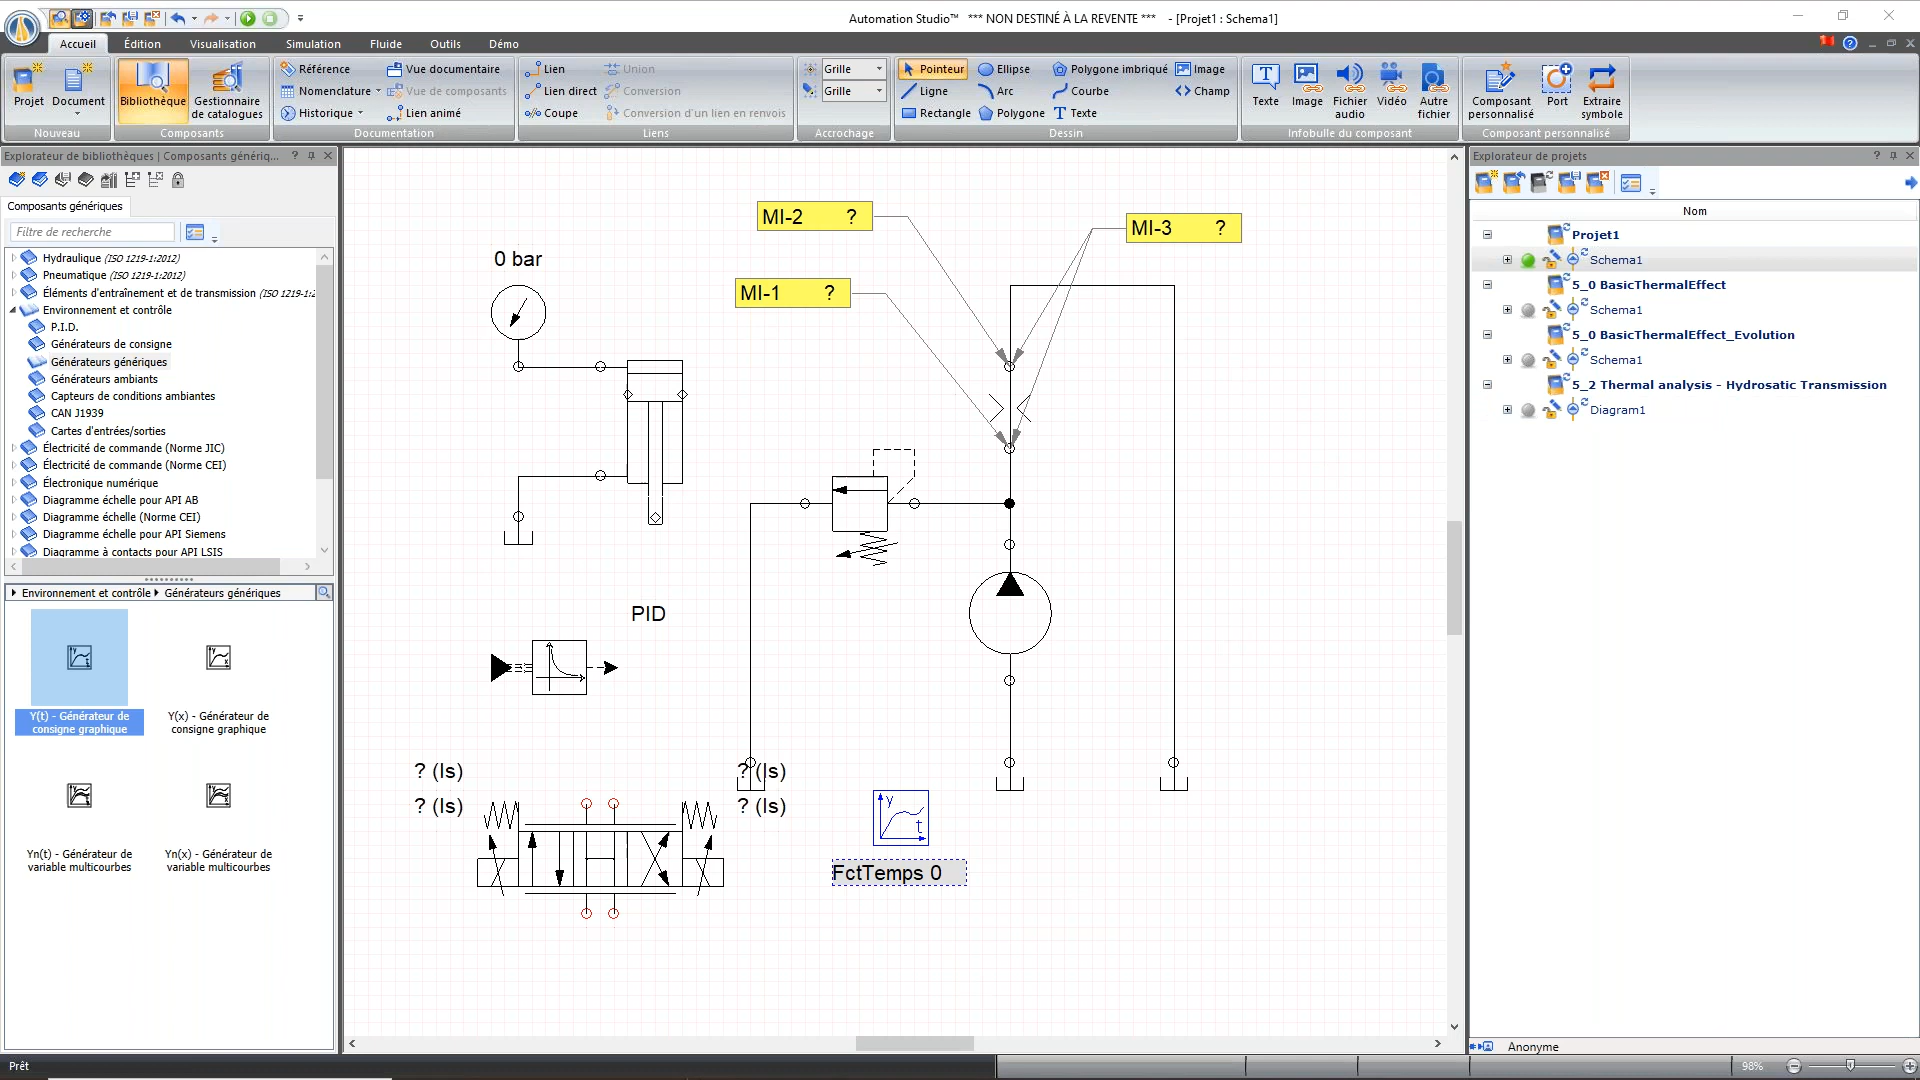 Automation Studio™ *** NON DESTINÉ À LA REVENTE *** - [Projet1 : Schema1]
Accueil Édition Visualisation Simulation Fluide Outils Démo
Projet Document
Nouveau
Bibliothèque Gestionnaire de catalogues
Composants
Référence Vue documentaire
Nomenclature Vue de composants
Historique Lien animé
Documentation
Lien Union
Lien direct Conversion
Coupe Conversion d'un lien en renvois
Liens
Grille
Grille
Accrochage
Pointeur Ellipse Polygone imbriqué Image
Ligne Arc Courbe Champ
Rectangle Polygone Texte
Dessin
Texte Image Fichier audio Vidéo Autre fichier
Infobulle du composant
Composant personnalisé Port Extraire symbole
Composant personnalisé
Explorateur de bibliothèques | Composants génériq...
Composants génériques
Filtre de recherche
Hydraulique (ISO 1219-1:2012)
Pneumatique (ISO 1219-1:2012)
Éléments d'entraînement et de transmission (ISO 1219-1:2
Environnement et contrôle
P.I.D.
Générateurs de consigne
Générateurs génériques
Générateurs ambiants
Capteurs de conditions ambiantes
CAN J1939
Cartes d'entrées/sorties
Électricité de commande (Norme JIC)
Électricité de commande (Norme CEI)
Électronique numérique
Diagramme échelle pour API AB
Diagramme échelle (Norme CEI)
Diagramme échelle pour API Siemens
Diagramme à contacts pour API LSIS
Environnement et contrôle Générateurs génériques
Y(t) - Générateur de consigne graphique
Y(x) - Générateur de consigne graphique
Yn(t) - Générateur de variable multicourbes
Yn(x) - Générateur de variable multicourbes
MI-2 ?
MI-3 ?
0 bar
MI-1 ?
PID
? (ls)
? (ls)
? (ls)
? (ls)
y
t
FctTemps 0
Explorateur de projets
Nom
Projet1
Schema1
5_0 BasicThermalEffect
Schema1
5_0 BasicThermalEffect_Evolution
Schema1
5_2 Thermal analysis - Hydrosatic Transmission
Diagram1
Anonyme
Prêt
98%